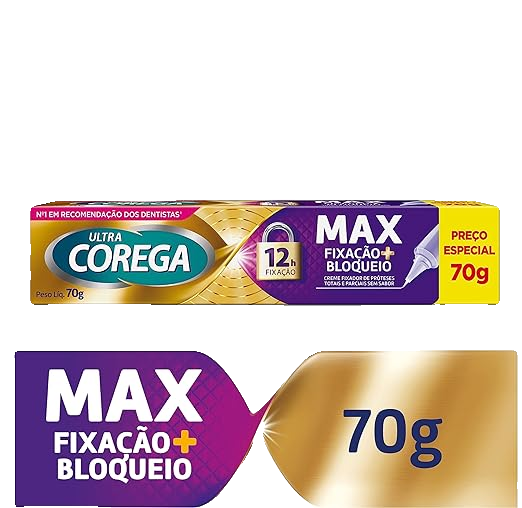 Nº1 EM RECOMENDAÇÃO DOS DENTISTAS¹
ULTRA
COREGA
Peso Líq. 70g
12h
FIXAÇÃO
MAX
FIXAÇÃO+
BLOQUEIO
CREME FIXADOR DE PRÓTESES
TOTAIS E PARCIAIS SEM SABOR
PREÇO
ESPECIAL
70g
MAX
FIXAÇÃO+
BLOQUEIO
70g